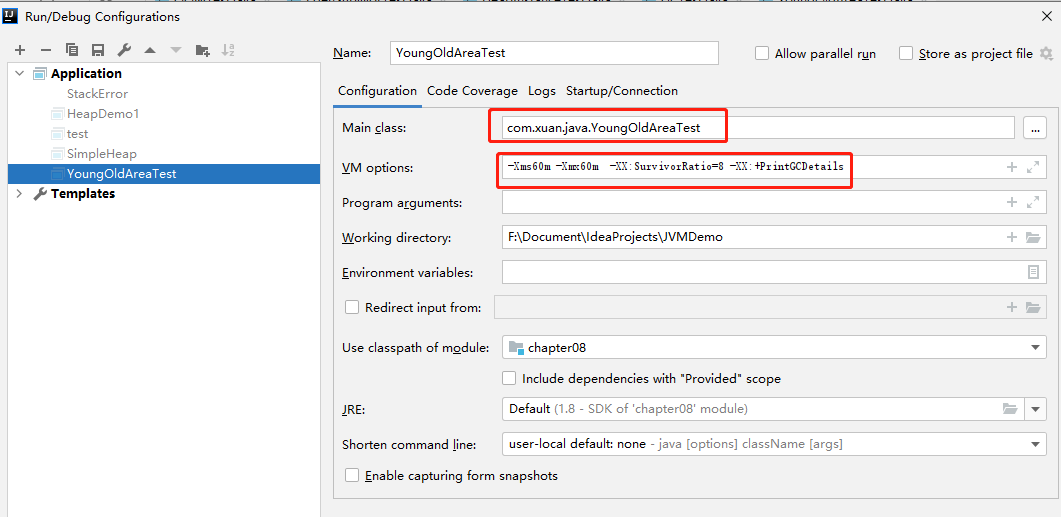 Run/Debug Configurations
Name: YoungOldAreaTest
Allow parallel run
Store as project file
Application
StackError
HeapDemo1
test
SimpleHeap
YoungOldAreaTest
Templates
Configuration Code Coverage Logs Startup/Connection
Main class: com.xuan.java.YoungOldAreaTest ...
VM options: -Xms60m -Xmx60m -XX:SurvivorRatio=8 -XX:+PrintGCDetails
Program arguments:
Working directory: F:\Document\IdeaProjects\JVMDemo
Environment variables:
Redirect input from:
Use classpath of module: chapter08
Include dependencies with "Provided" scope
JRE: Default (1.8 - SDK of 'chapter08' module)
Shorten command line: user-local default: none - java [options] className [args]
Enable capturing form snapshots